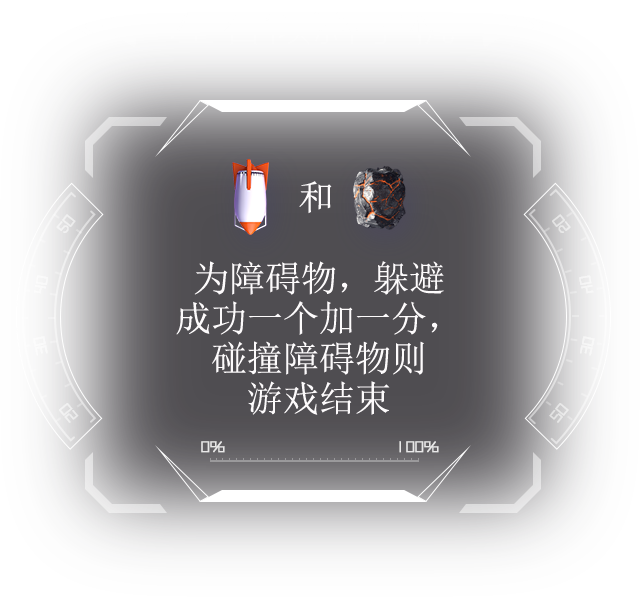 和
为障碍物，躲避
成功一个加一分，
碰撞障碍物则
游戏结束
0% 100%